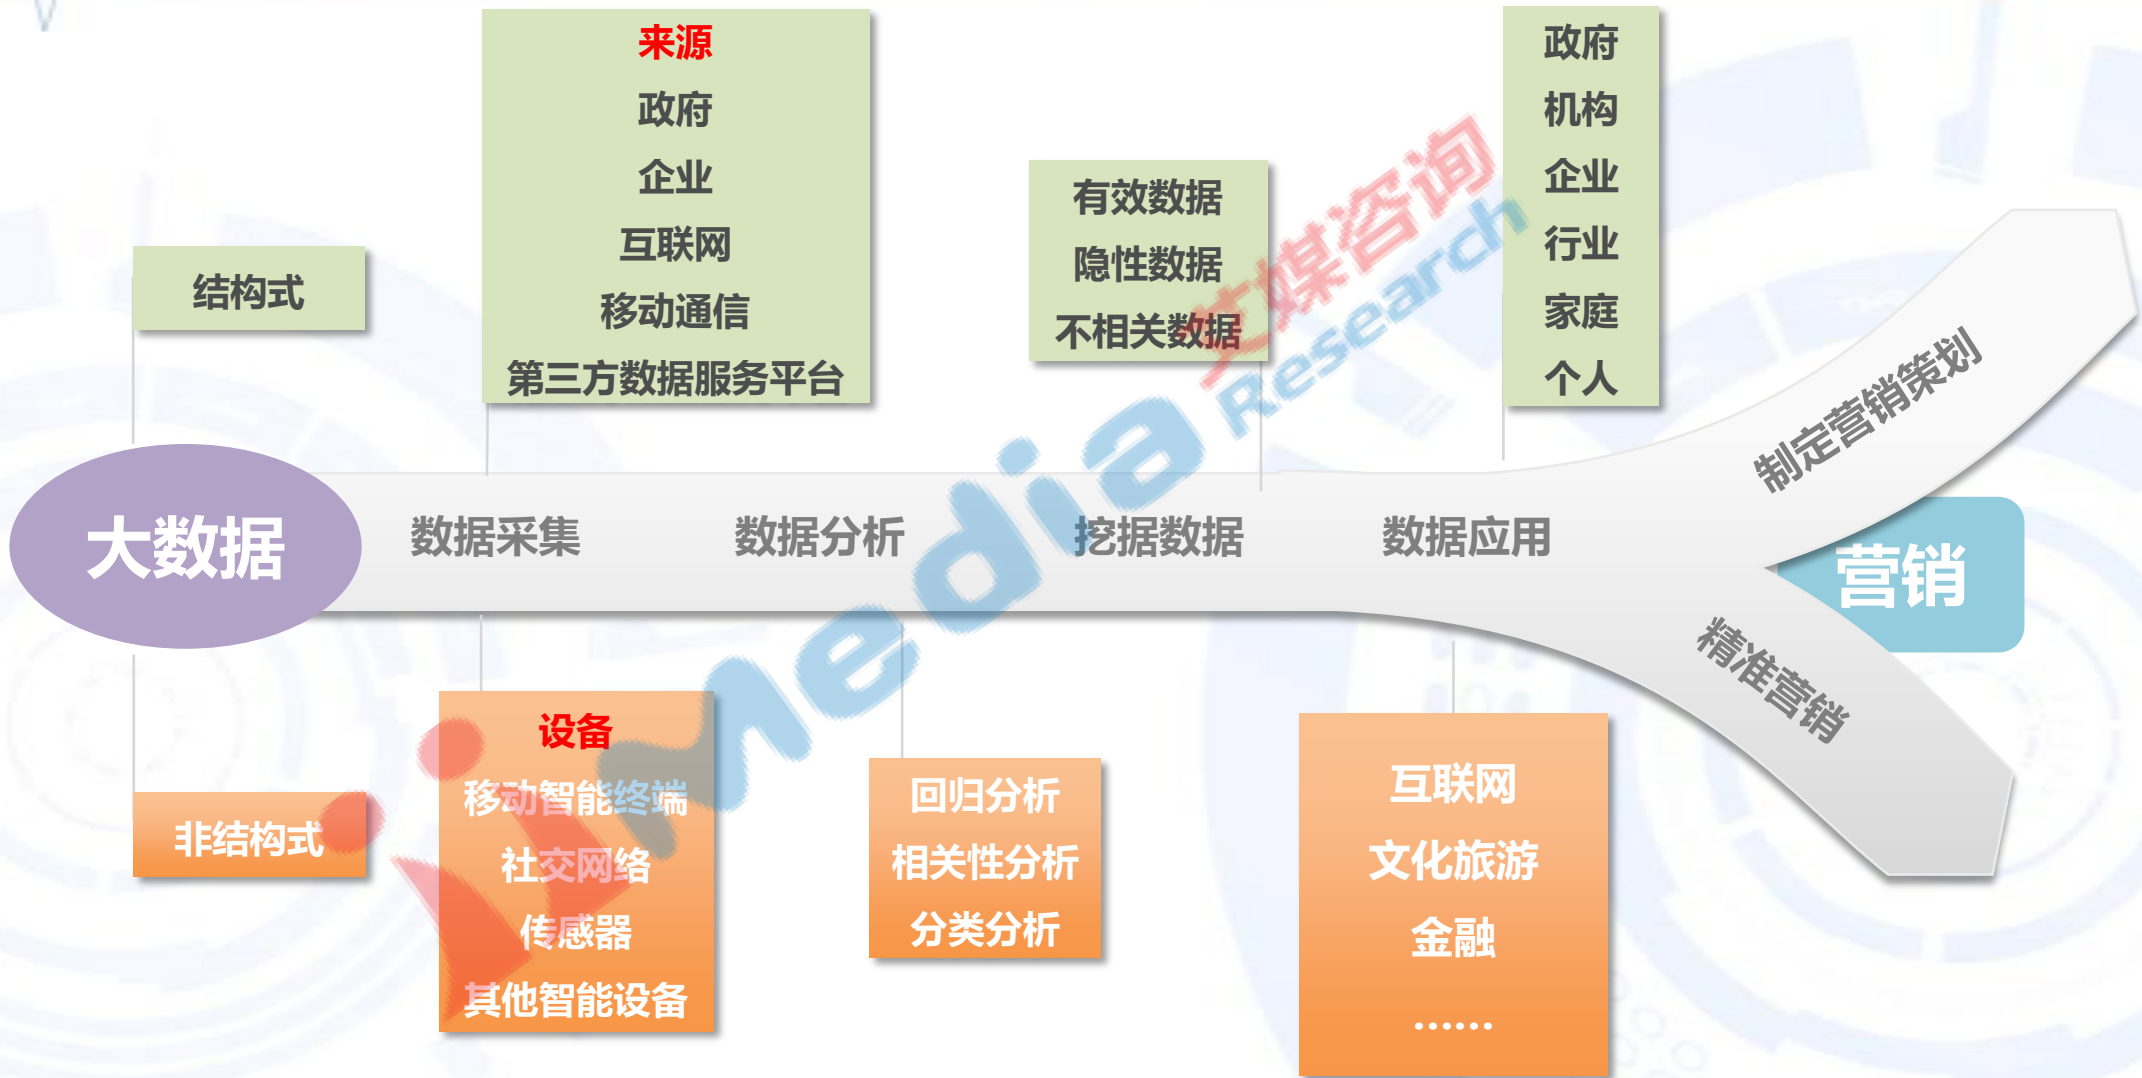 来源
政府
企业
互联网
移动通信
第三方数据服务平台
政府
机构
企业
行业
家庭
个人
有效数据
隐性数据
不相关数据
结构式
大数据
数据采集
数据分析
挖据数据
数据应用
制定营销策划
营销
精准营销
非结构式
设备
移动智能终端
社交网络
传感器
其他智能设备
回归分析
相关性分析
分类分析
互联网
文化旅游
金融
······
iiMedia Research
艾媒咨询